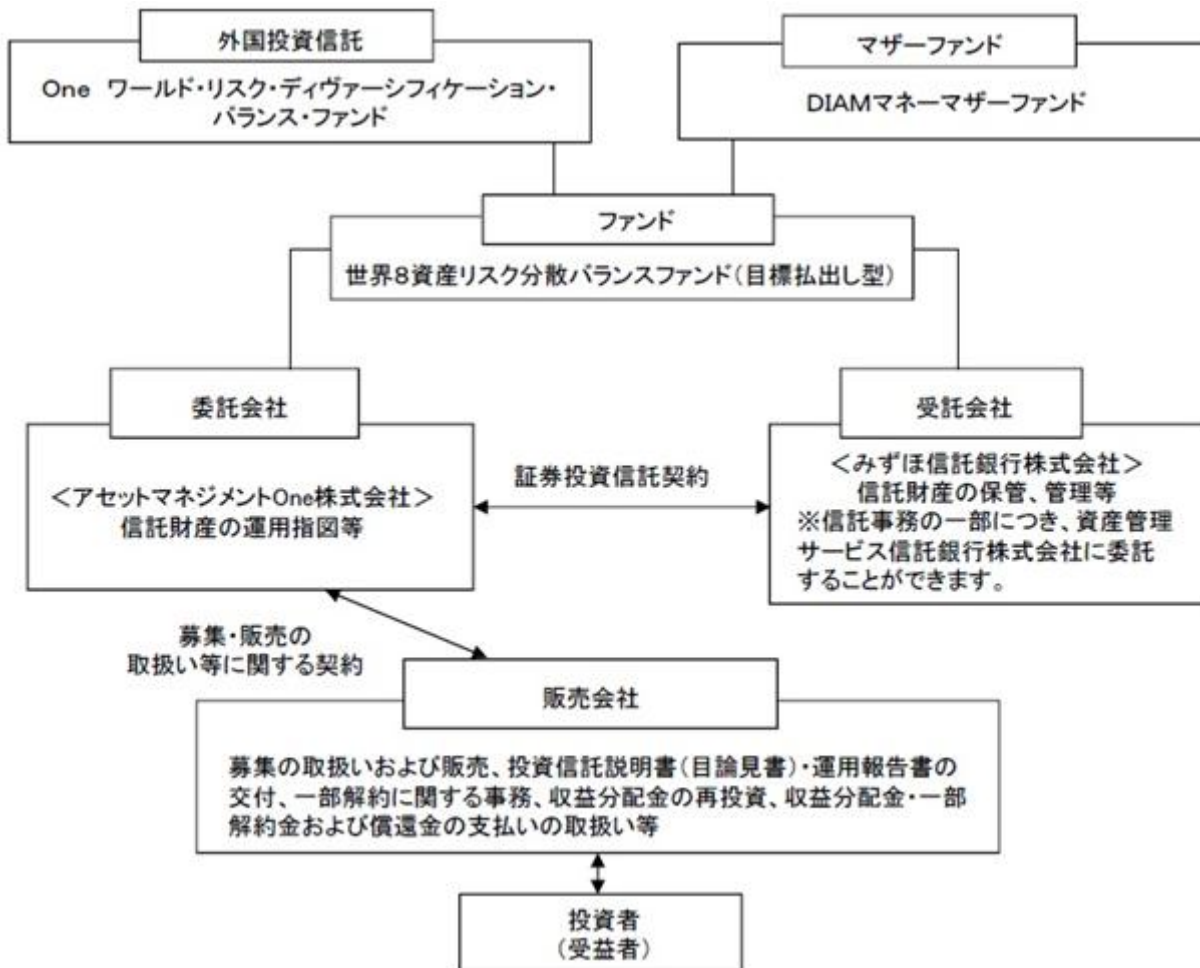 外国投資信託
One ワールド・リスク・ディヴァーシフィケーション・
バランス・ファンド
マザーファンド
DIAMマネーマザーファンド
ファンド
世界8資産リスク分散バランスファンド(目標払出し型)
委託会社
<アセットマネジメントOne株式会社>
信託財産の運用指図等
証券投資信託契約
受託会社
<みずほ信託銀行株式会社>
信託財産の保管、管理等
※信託事務の一部につき、資産管理
サービス信託銀行株式会社に委託
することができます。
募集・販売の
取扱い等に関する契約
販売会社
募集の取扱いおよび販売、投資信託説明書(目論見書)・運用報告書の
交付、一部解約に関する事務、収益分配金の再投資、収益分配金・一部
解約金および償還金の支払いの取扱い等
投資者
(受益者)